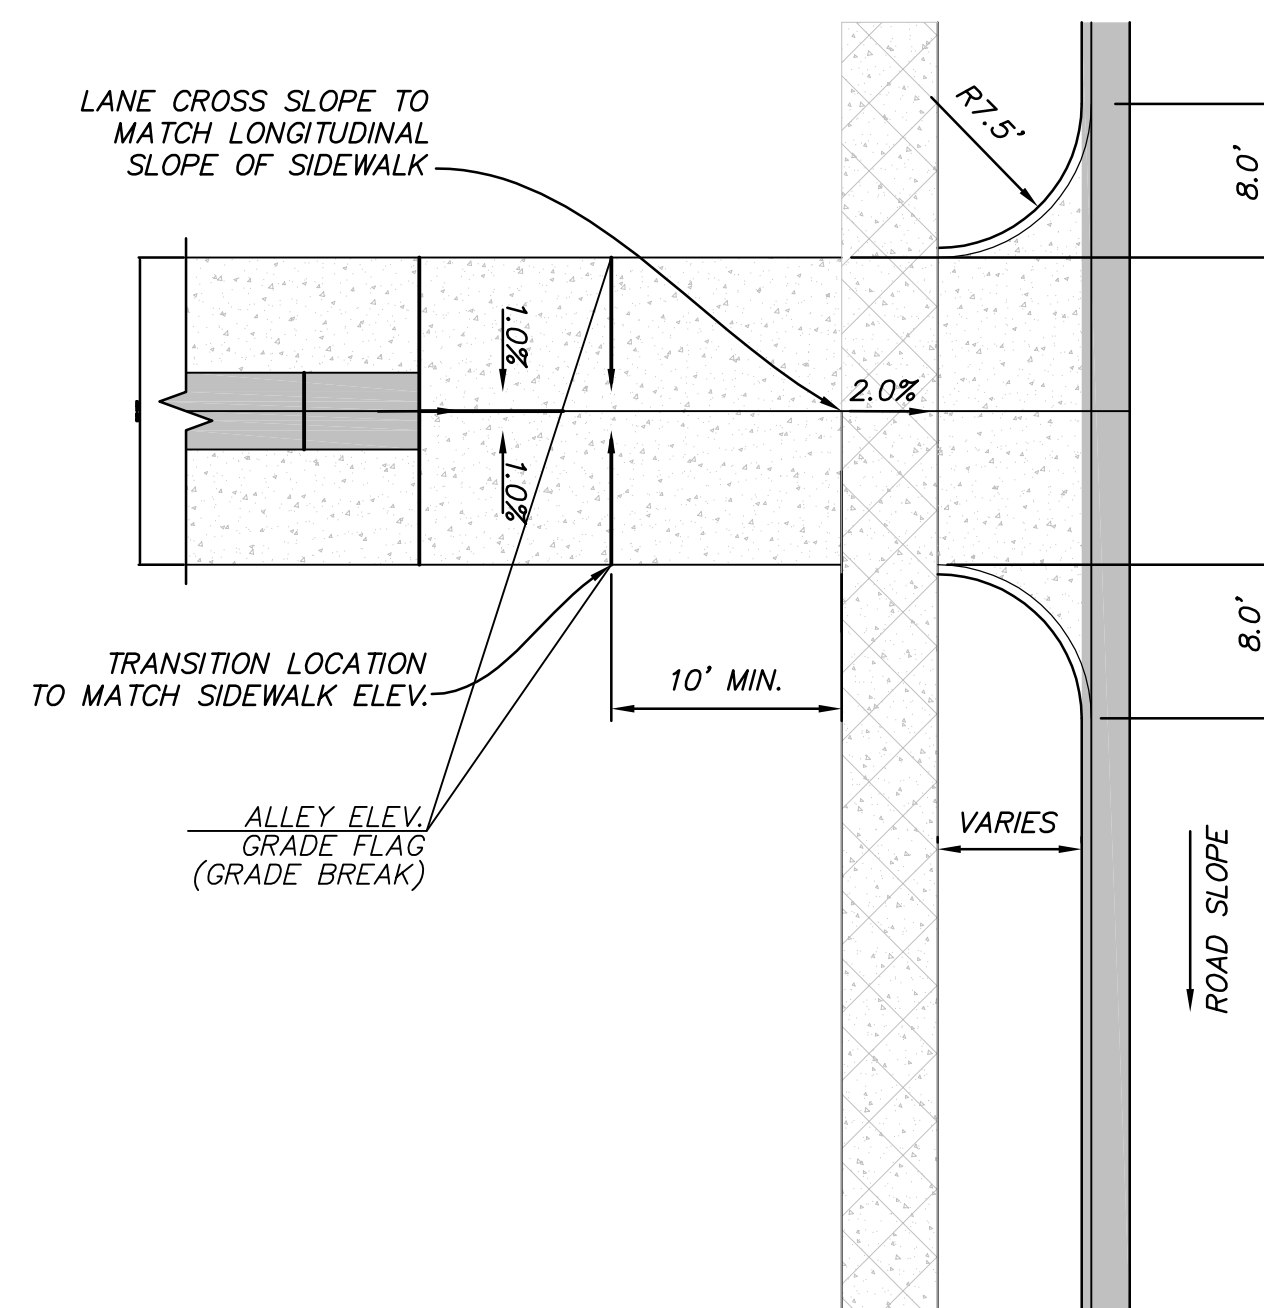 LANE CROSS SLOPE TO
MATCH LONGITUDINAL
SLOPE OF SIDEWALK
R7.5'
8.0'
1.0%
2.0%
1.0%
TRANSITION LOCATION
TO MATCH SIDEWALK ELEV.
10' MIN.
8.0'
ALLEY ELEV.
GRADE FLAG
(GRADE BREAK)
VARIES
ROAD SLOPE